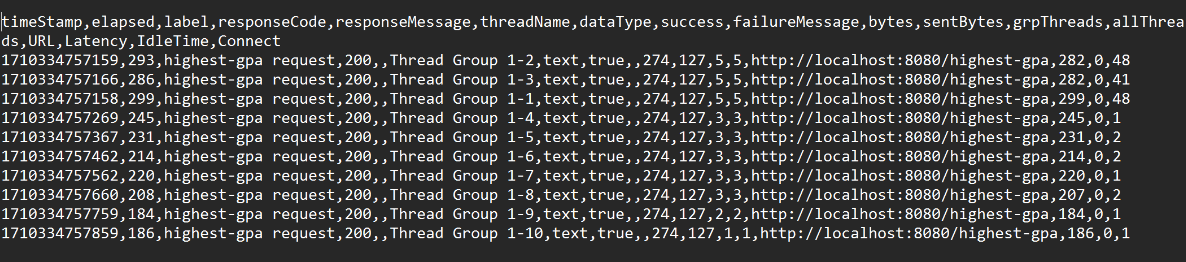 timeStamp,elapsed,label,responseCode,responseMessage,threadName,dataType,success,failureMessage,bytes,sentBytes,grpThreads,allThrea
ds,URL,Latency,IdleTime,Connect
1710334757159,293,highest-gpa request,200,,Thread Group 1-2,text,true,,274,127,5,5,http://localhost:8080/highest-gpa,282,0,48
1710334757166,286,highest-gpa request,200,,Thread Group 1-3,text,true,,274,127,5,5,http://localhost:8080/highest-gpa,282,0,41
1710334757158,299,highest-gpa request,200,,Thread Group 1-1,text,true,,274,127,5,5,http://localhost:8080/highest-gpa,299,0,48
1710334757269,245,highest-gpa request,200,,Thread Group 1-4,text,true,,274,127,3,3,http://localhost:8080/highest-gpa,245,0,1
1710334757367,231,highest-gpa request,200,,Thread Group 1-5,text,true,,274,127,3,3,http://localhost:8080/highest-gpa,231,0,2
1710334757462,214,highest-gpa request,200,,Thread Group 1-6,text,true,,274,127,3,3,http://localhost:8080/highest-gpa,214,0,2
1710334757562,220,highest-gpa request,200,,Thread Group 1-7,text,true,,274,127,3,3,http://localhost:8080/highest-gpa,220,0,1
1710334757660,208,highest-gpa request,200,,Thread Group 1-8,text,true,,274,127,3,3,http://localhost:8080/highest-gpa,207,0,2
1710334757759,184,highest-gpa request,200,,Thread Group 1-9,text,true,,274,127,2,2,http://localhost:8080/highest-gpa,184,0,1
1710334757859,186,highest-gpa request,200,,Thread Group 1-10,text,true,,274,127,1,1,http://localhost:8080/highest-gpa,186,0,1